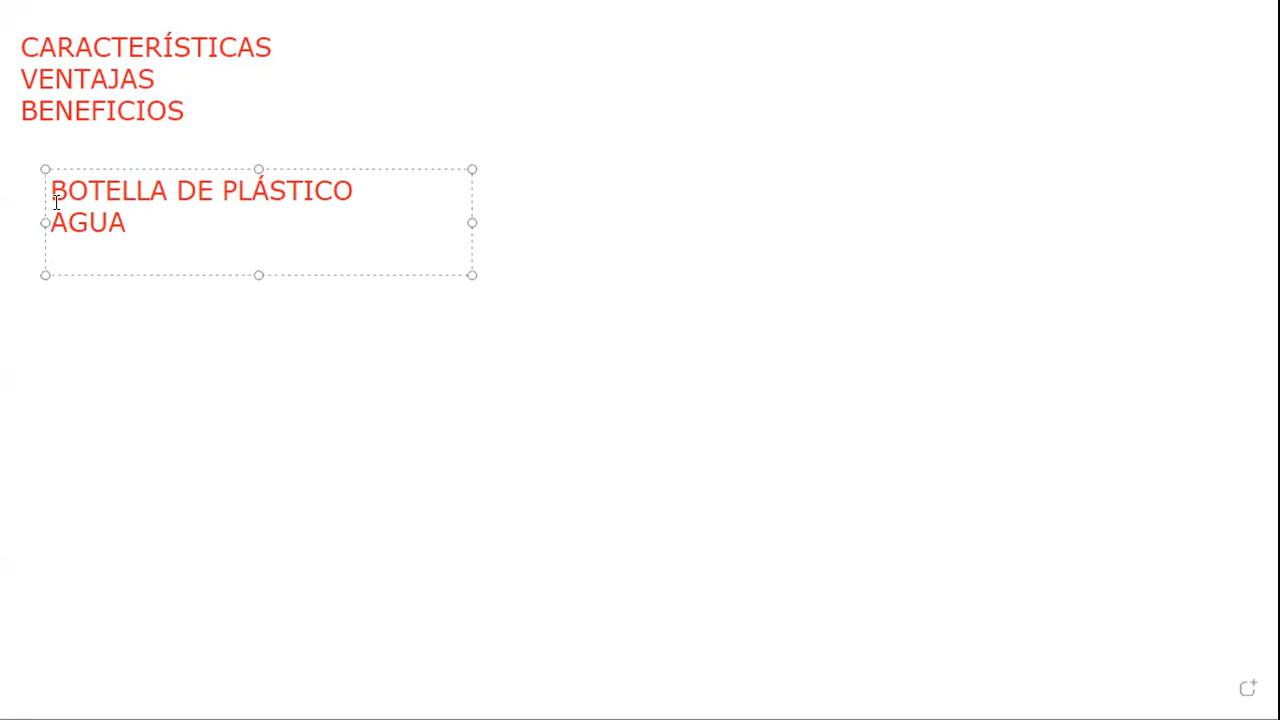 CARACTERÍSTICAS
VENTAJAS
BENEFICIOS
BOTELLA DE PLÁSTICO
AGUA